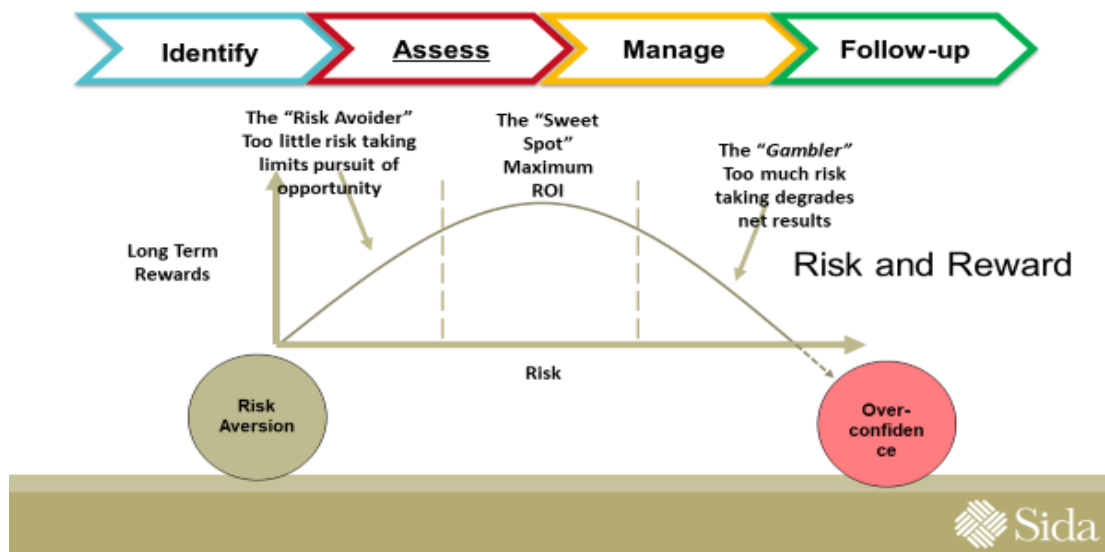 Identify
Assess
Manage
Follow-up
The “Risk Avoider”
Too little risk taking
limits pursuit of
opportunity
The “Sweet
Spot”
Maximum
ROI
The “Gambler”
Too much risk
taking degrades
net results
Long Term
Rewards
Risk and Reward
Risk
Risk
Aversion
Over-
confiden
ce
Sida